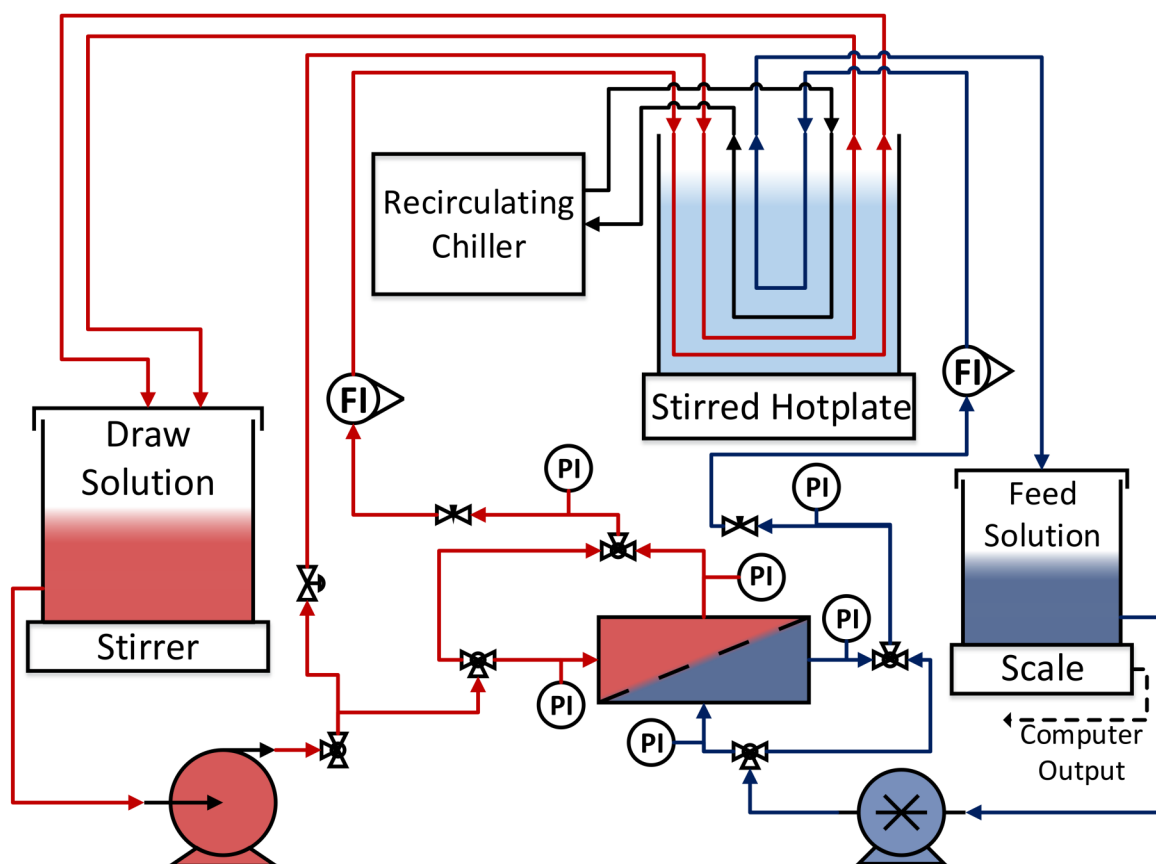 Recirculating
Chiller
FI
FI
Stirred Hotplate
Draw
Solution
PI
PI
Feed
Solution
PI
PI
Stirrer
PI
PI
Scale
Computer
Output